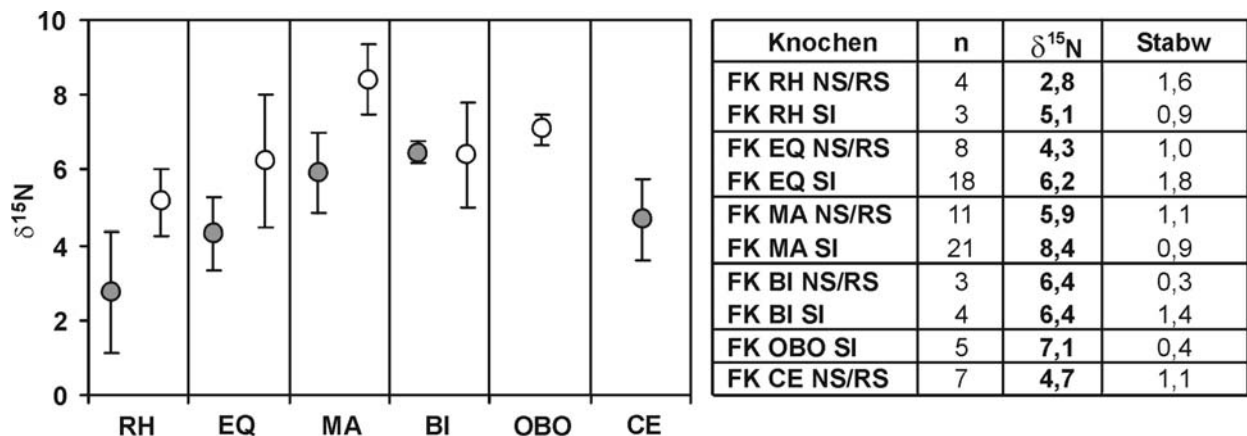 10
8
6
4
2
0
δ¹⁵N
RH EQ MA BI OBO CE
Knochen n δ¹⁵N Stabw
FK RH NS/RS 4 2,8 1,6
FK RH SI 3 5,1 0,9
FK EQ NS/RS 8 4,3 1,0
FK EQ SI 18 6,2 1,8
FK MA NS/RS 11 5,9 1,1
FK MA SI 21 8,4 0,9
FK BI NS/RS 3 6,4 0,3
FK BI SI 4 6,4 1,4
FK OBO SI 5 7,1 0,4
FK CE NS/RS 7 4,7 1,1